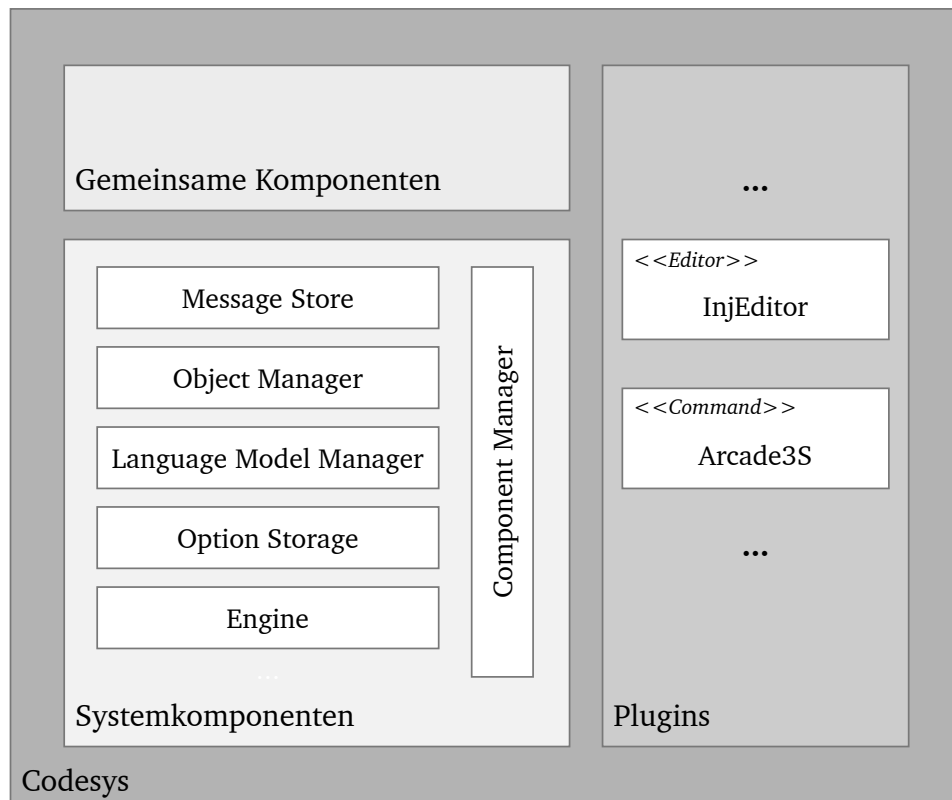 Gemeinsame Komponenten
Message Store
Object Manager
Language Model Manager
Option Storage
Engine
...
Component Manager
Systemkomponenten
...
<<Editor>>
InjEditor
<<Command>>
Arcade3S
...
Plugins
Codesys